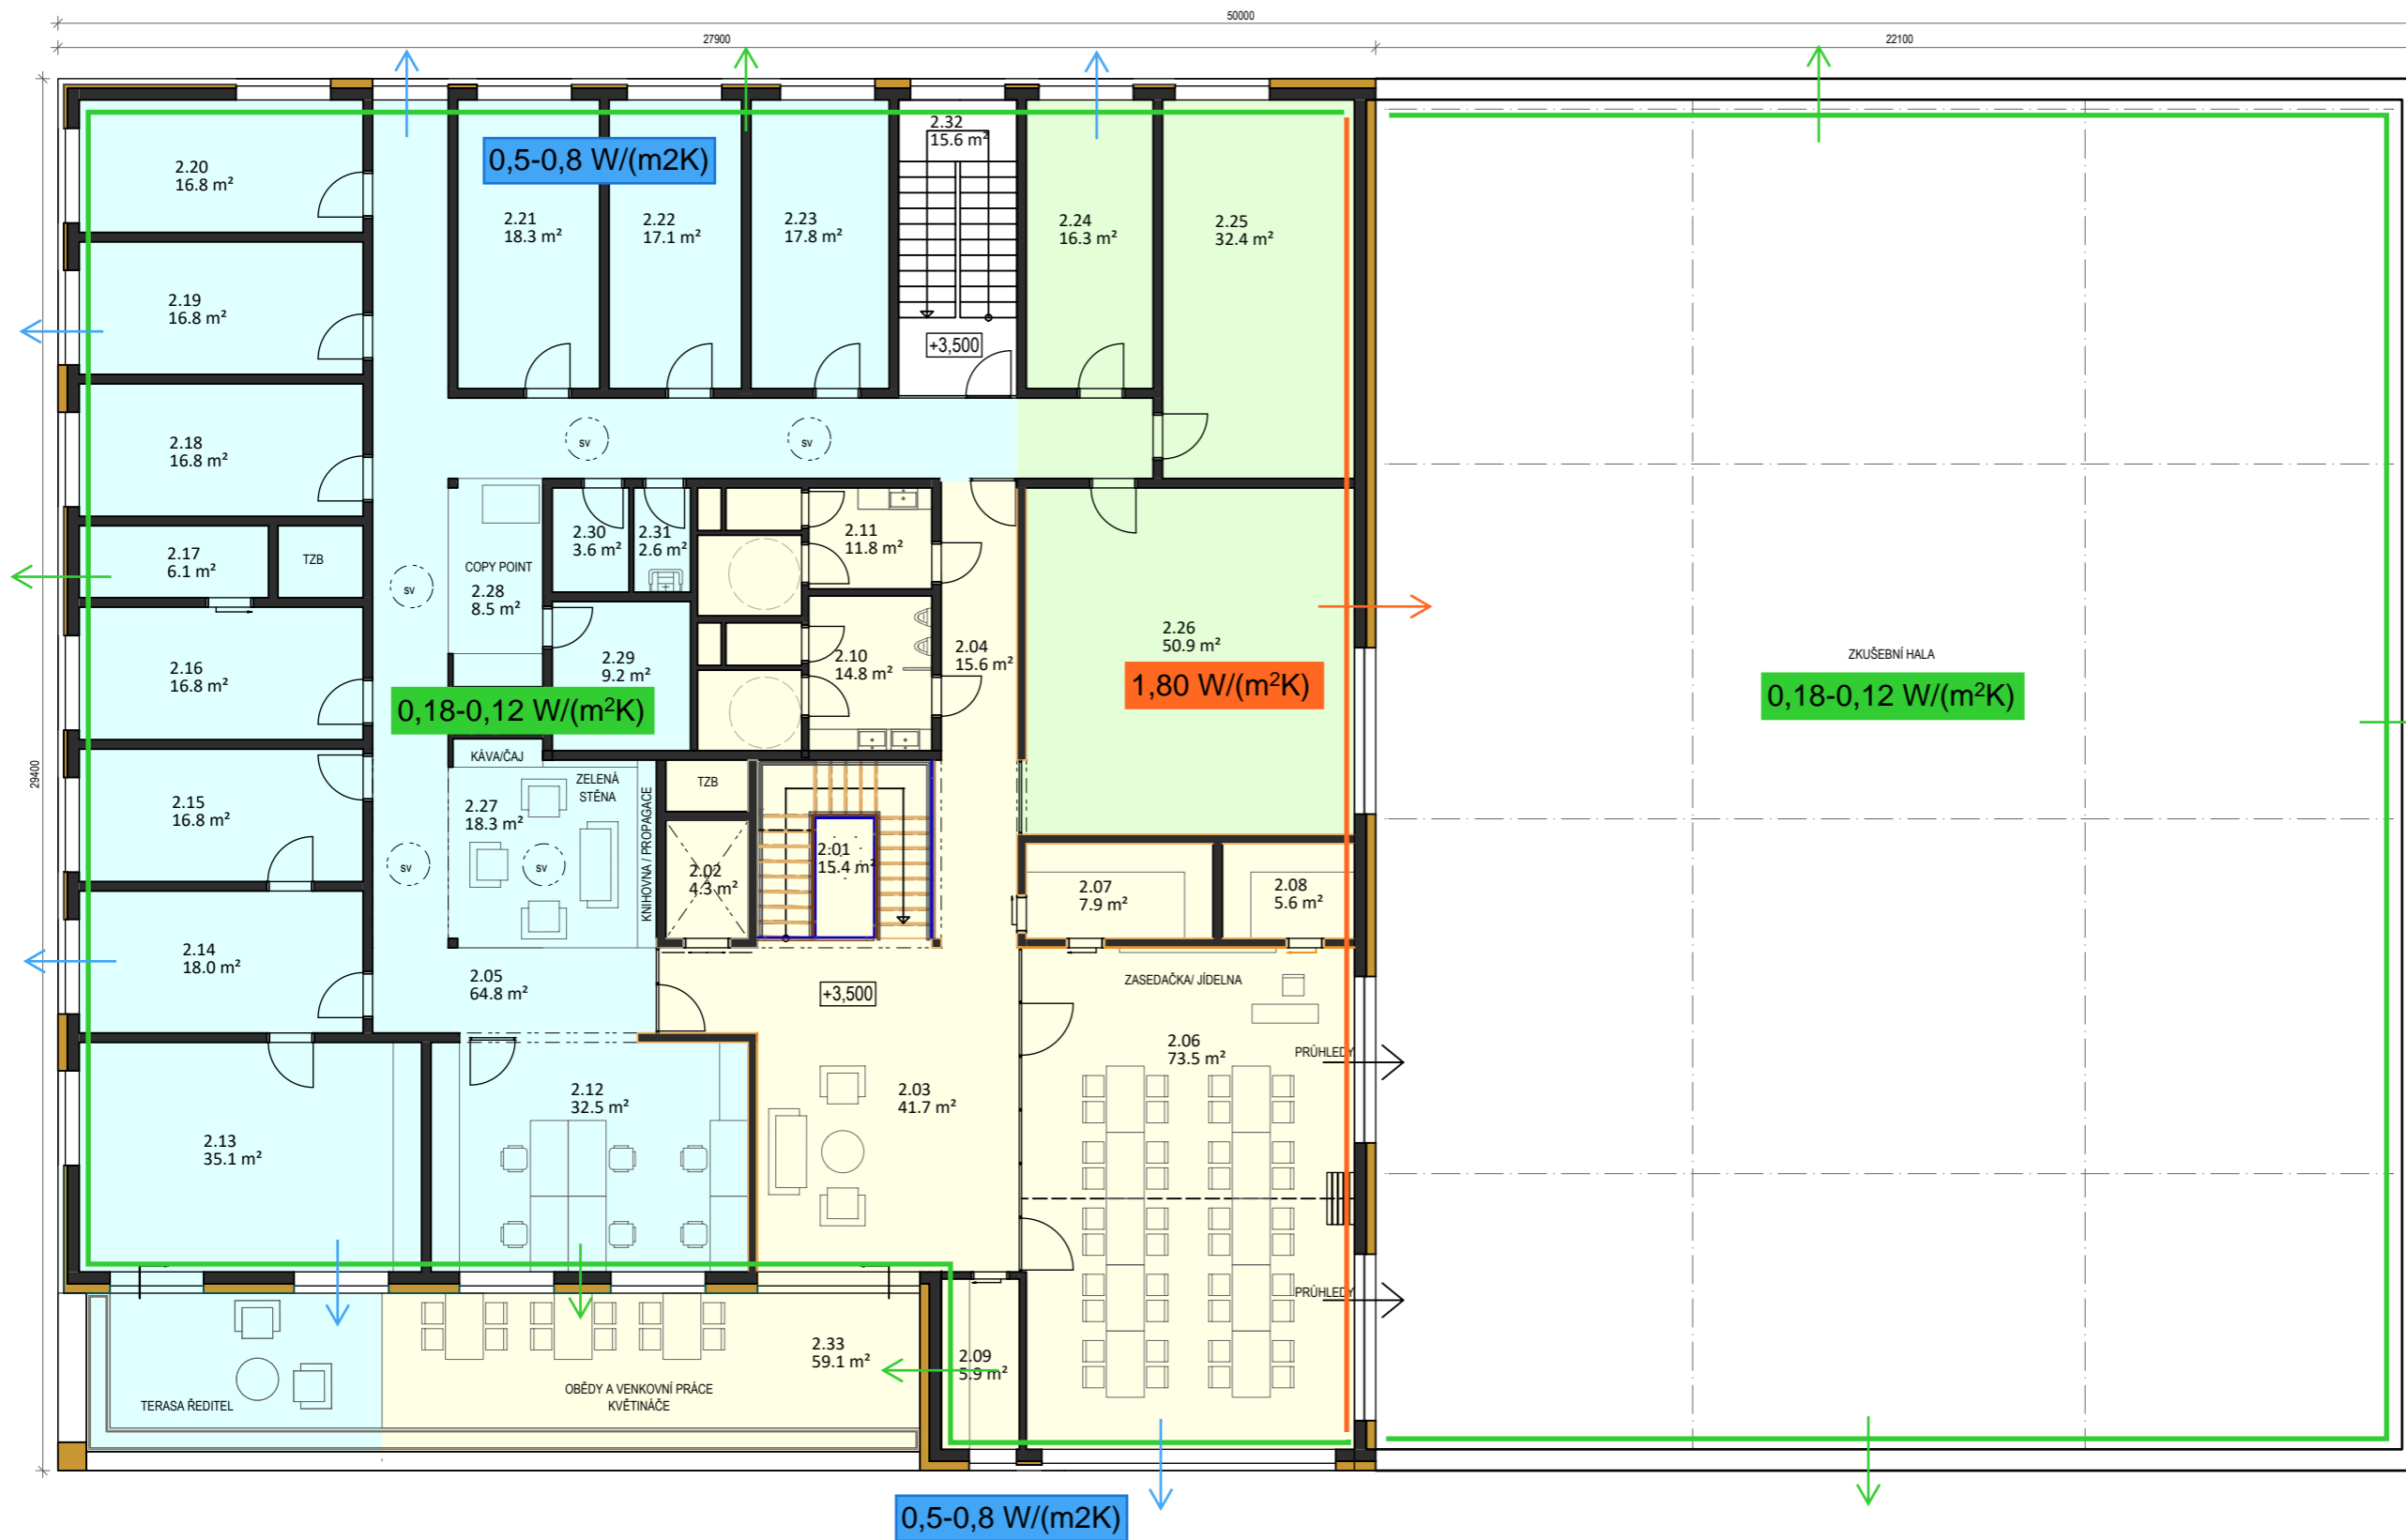 50000
27900
22100
29400
2.32
15.6 m²
0,5-0,8 W/(m2K)
2.20
16.8 m²
2.21
18.3 m²
2.22
17.1 m²
2.23
17.8 m²
2.24
16.3 m²
2.25
32.4 m²
2.19
16.8 m²
+3,500
2.18
16.8 m²
sv
sv
2.17
6.1 m²
TZB
2.30
3.6 m²
2.31
2.6 m²
2.11
11.8 m²
COPY POINT
2.28
8.5 m²
sv
2.16
16.8 m²
2.29
9.2 m²
2.10
14.8 m²
2.04
15.6 m²
2.26
50.9 m²
1,80 W/(m²K)
ZKUŠEBNÍ HALA
0,18-0,12 W/(m²K)
0,18-0,12 W/(m²K)
KÁVA/ČAJ
ZELENÁ
STĚNA
KNIHOVNA / PROPAGACE
TZB
2.15
16.8 m²
2.27
18.3 m²
sv
sv
2.02
4.3 m²
2.01
15.4 m²
2.07
7.9 m²
2.08
5.6 m²
2.14
18.0 m²
2.05
64.8 m²
+3,500
ZASEDAČKA/ JÍDELNA
2.06
73.5 m²
PRŮHLEDY
2.12
32.5 m²
2.03
41.7 m²
2.13
35.1 m²
PRŮHLEDY
2.33
59.1 m²
2.09
5.9 m²
TERASA ŘEDITEL
OBĚDY A VENKOVNÍ PRÁCE
KVĚTINÁČE
0,5-0,8 W/(m2K)